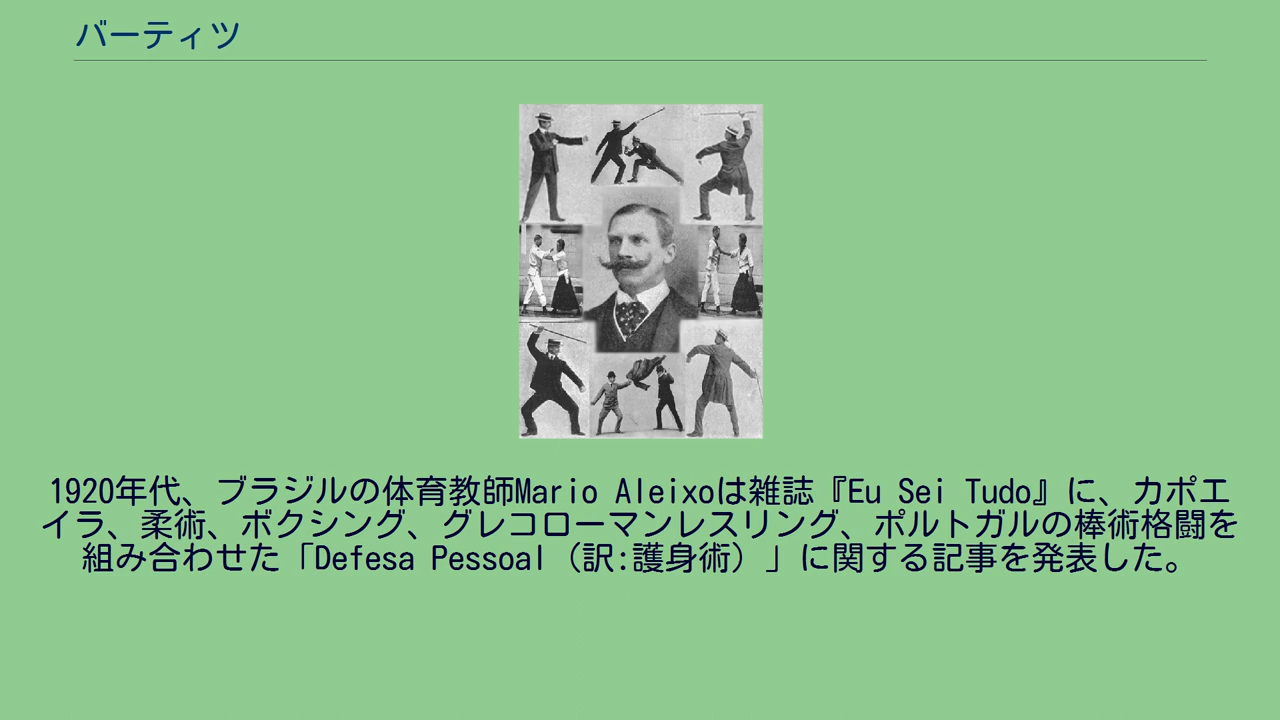 バーティツ
1920年代、ブラジルの体育教師Mario Aleixoは雑誌『Eu Sei Tudo』に、カポエ
イラ、柔術、ボクシング、グレコローマンレスリング、ポルトガルの棒術格闘を
組み合わせた「Defesa Pessoal（訳:護身術）」に関する記事を発表した。